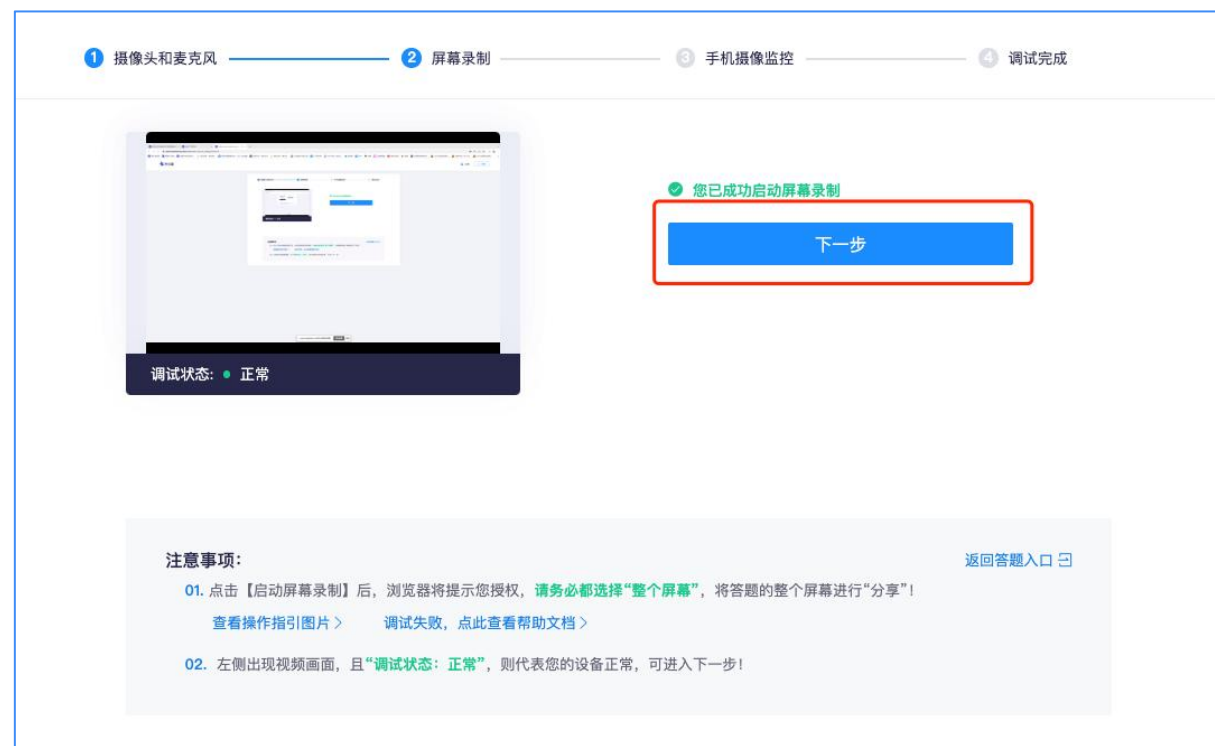 1 摄像头和麦克风 2 屏幕录制 3 手机摄像监控 4 调试完成
您已成功启动屏幕录制
下一步
调试状态: 正常
注意事项: 返回答题入口
01. 点击【启动屏幕录制】后, 浏览器将提示您授权, 请务必都选择“整个屏幕”, 将答题的整个屏幕进行“分享”!
查看操作指引图片> 调试失败, 点此查看帮助文档>
02. 左侧出现视频画面, 且“调试状态: 正常”, 则代表您的设备正常, 可进入下一步!